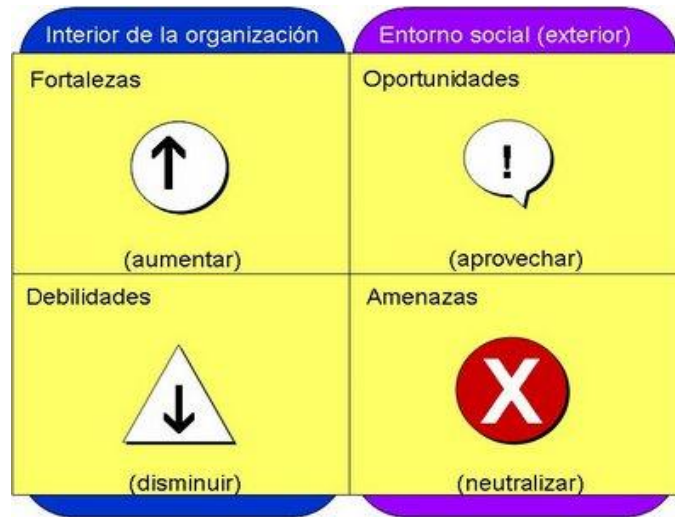 Interior de la organización
Entorno social (exterior)
Fortalezas
Oportunidades
!
(aumentar)
(aprovechar)
Debilidades
Amenazas
X
(disminuir)
(neutralizar)